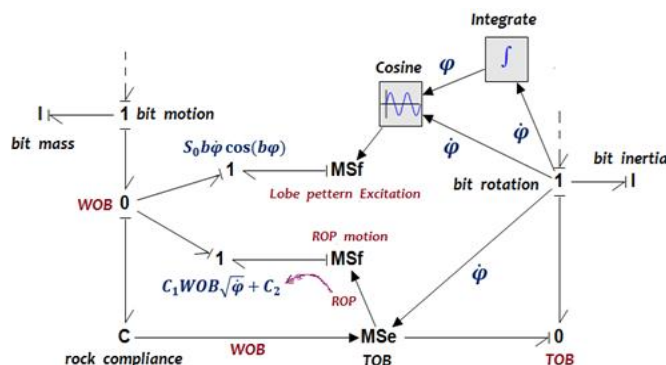 Integrate
∫
φ
Cosine
φ̇
φ̇
I
1
bit motion
bit mass
S₀bφ̇ cos(bφ)
bit inertia
1
MSf
bit rotation
1
I
Lobe pettern Excitation
WOB
0
ROP motion
1
MSf
φ̇
C₁WOB√φ̇ + C₂
ROP
C
WOB
MSe
0
rock compliance
TOB
TOB